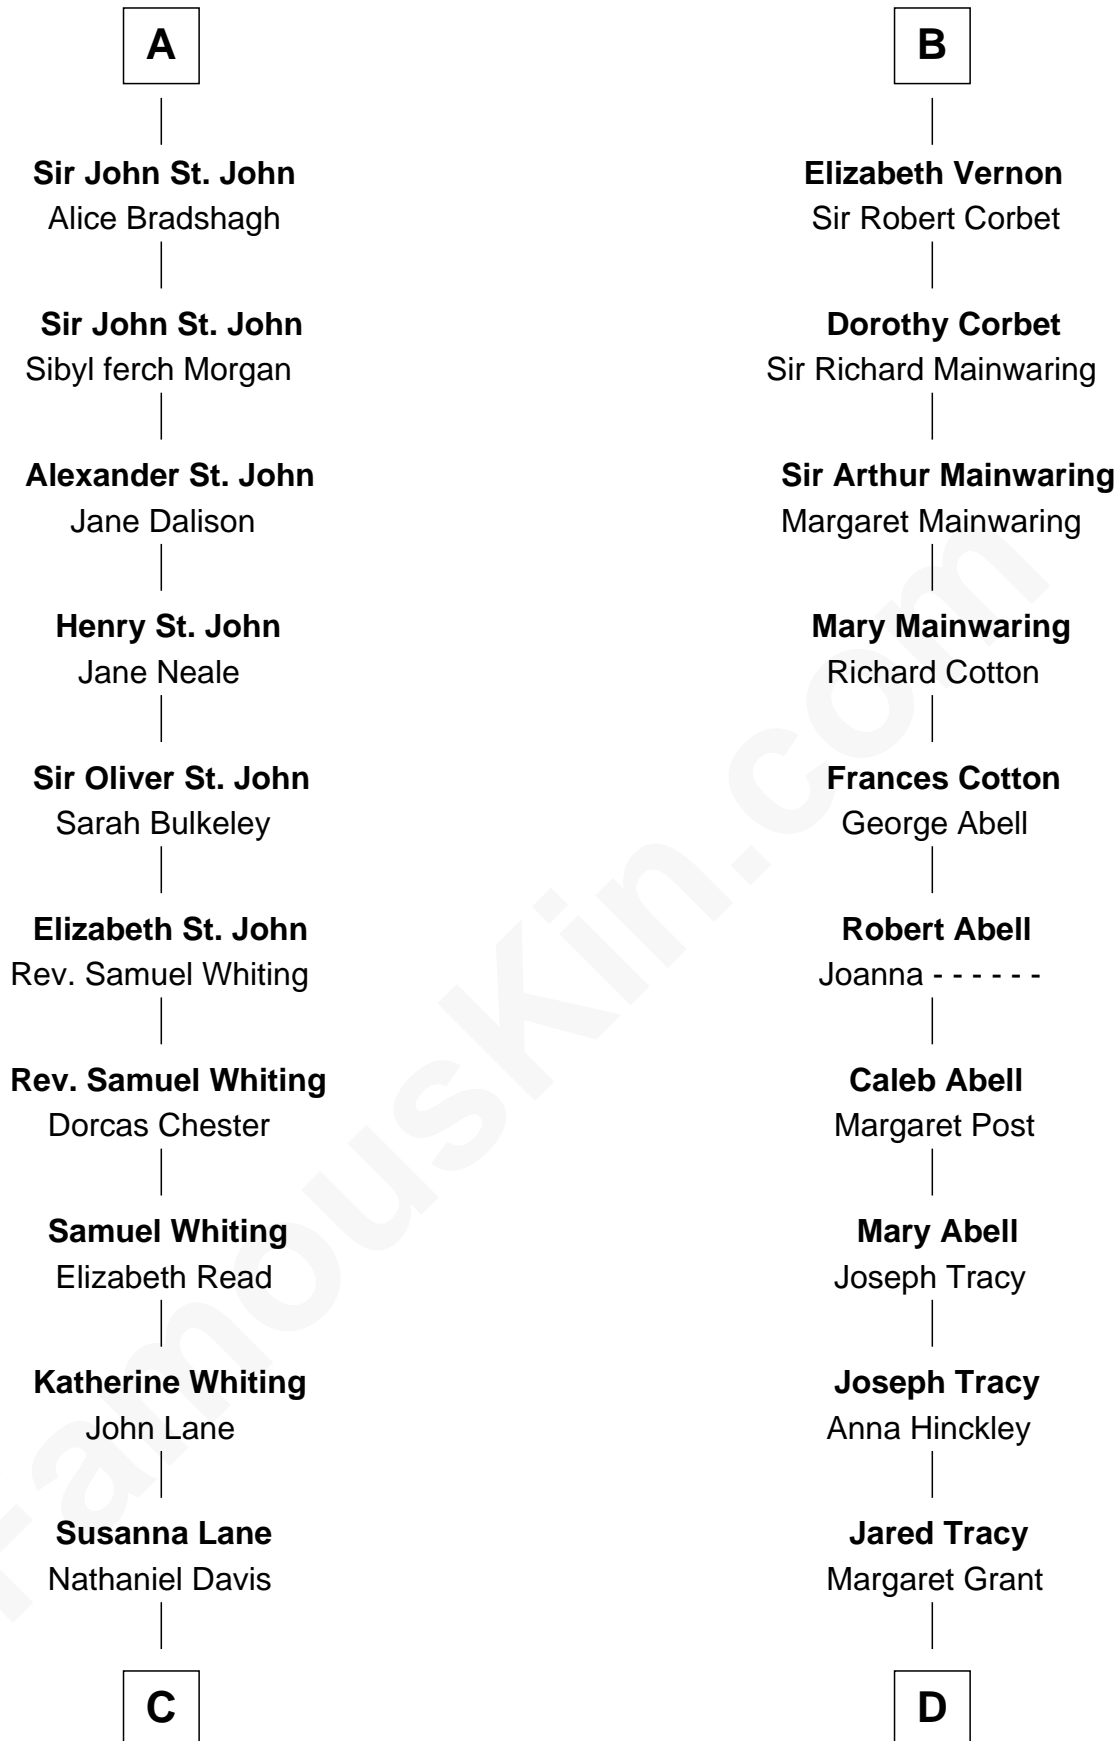 A
Sir John St. John
Alice Bradshagh
Sir John St. John
Sibyl ferch Morgan
Alexander St. John
Jane Dalison
Henry St. John
Jane Neale
Sir Oliver St. John
Sarah Bulkeley
Elizabeth St. John
Rev. Samuel Whiting
Rev. Samuel Whiting
Dorcas Chester
Samuel Whiting
Elizabeth Read
Katherine Whiting
John Lane
Susanna Lane
Nathaniel Davis
C
B
Elizabeth Vernon
Sir Robert Corbet
Dorothy Corbet
Sir Richard Mainwaring
Sir Arthur Mainwaring
Margaret Mainwaring
Mary Mainwaring
Richard Cotton
Frances Cotton
George Abell
Robert Abell
Joanna - - - - - -
Caleb Abell
Margaret Post
Mary Abell
Joseph Tracy
Joseph Tracy
Anna Hinckley
Jared Tracy
Margaret Grant
D
FamousKin.com